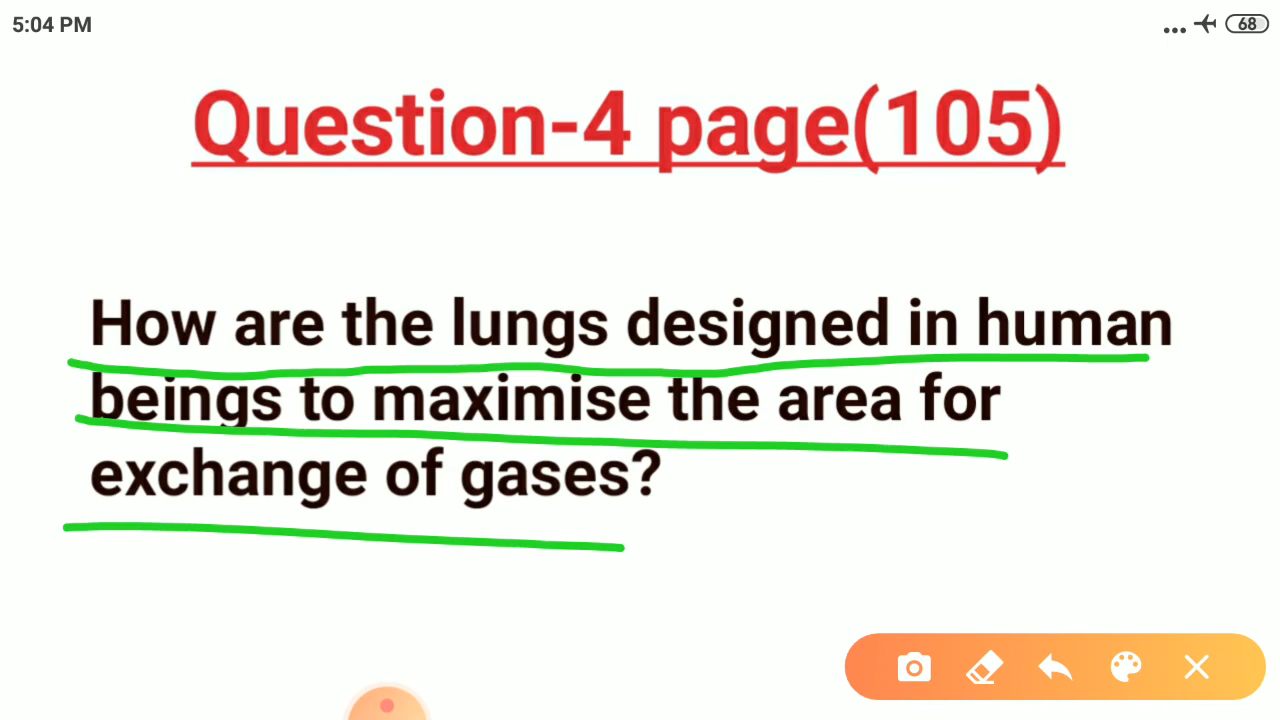 5:04 PM ... 68
Question-4 page(105)
How are the lungs designed in human
beings to maximise the area for
exchange of gases?